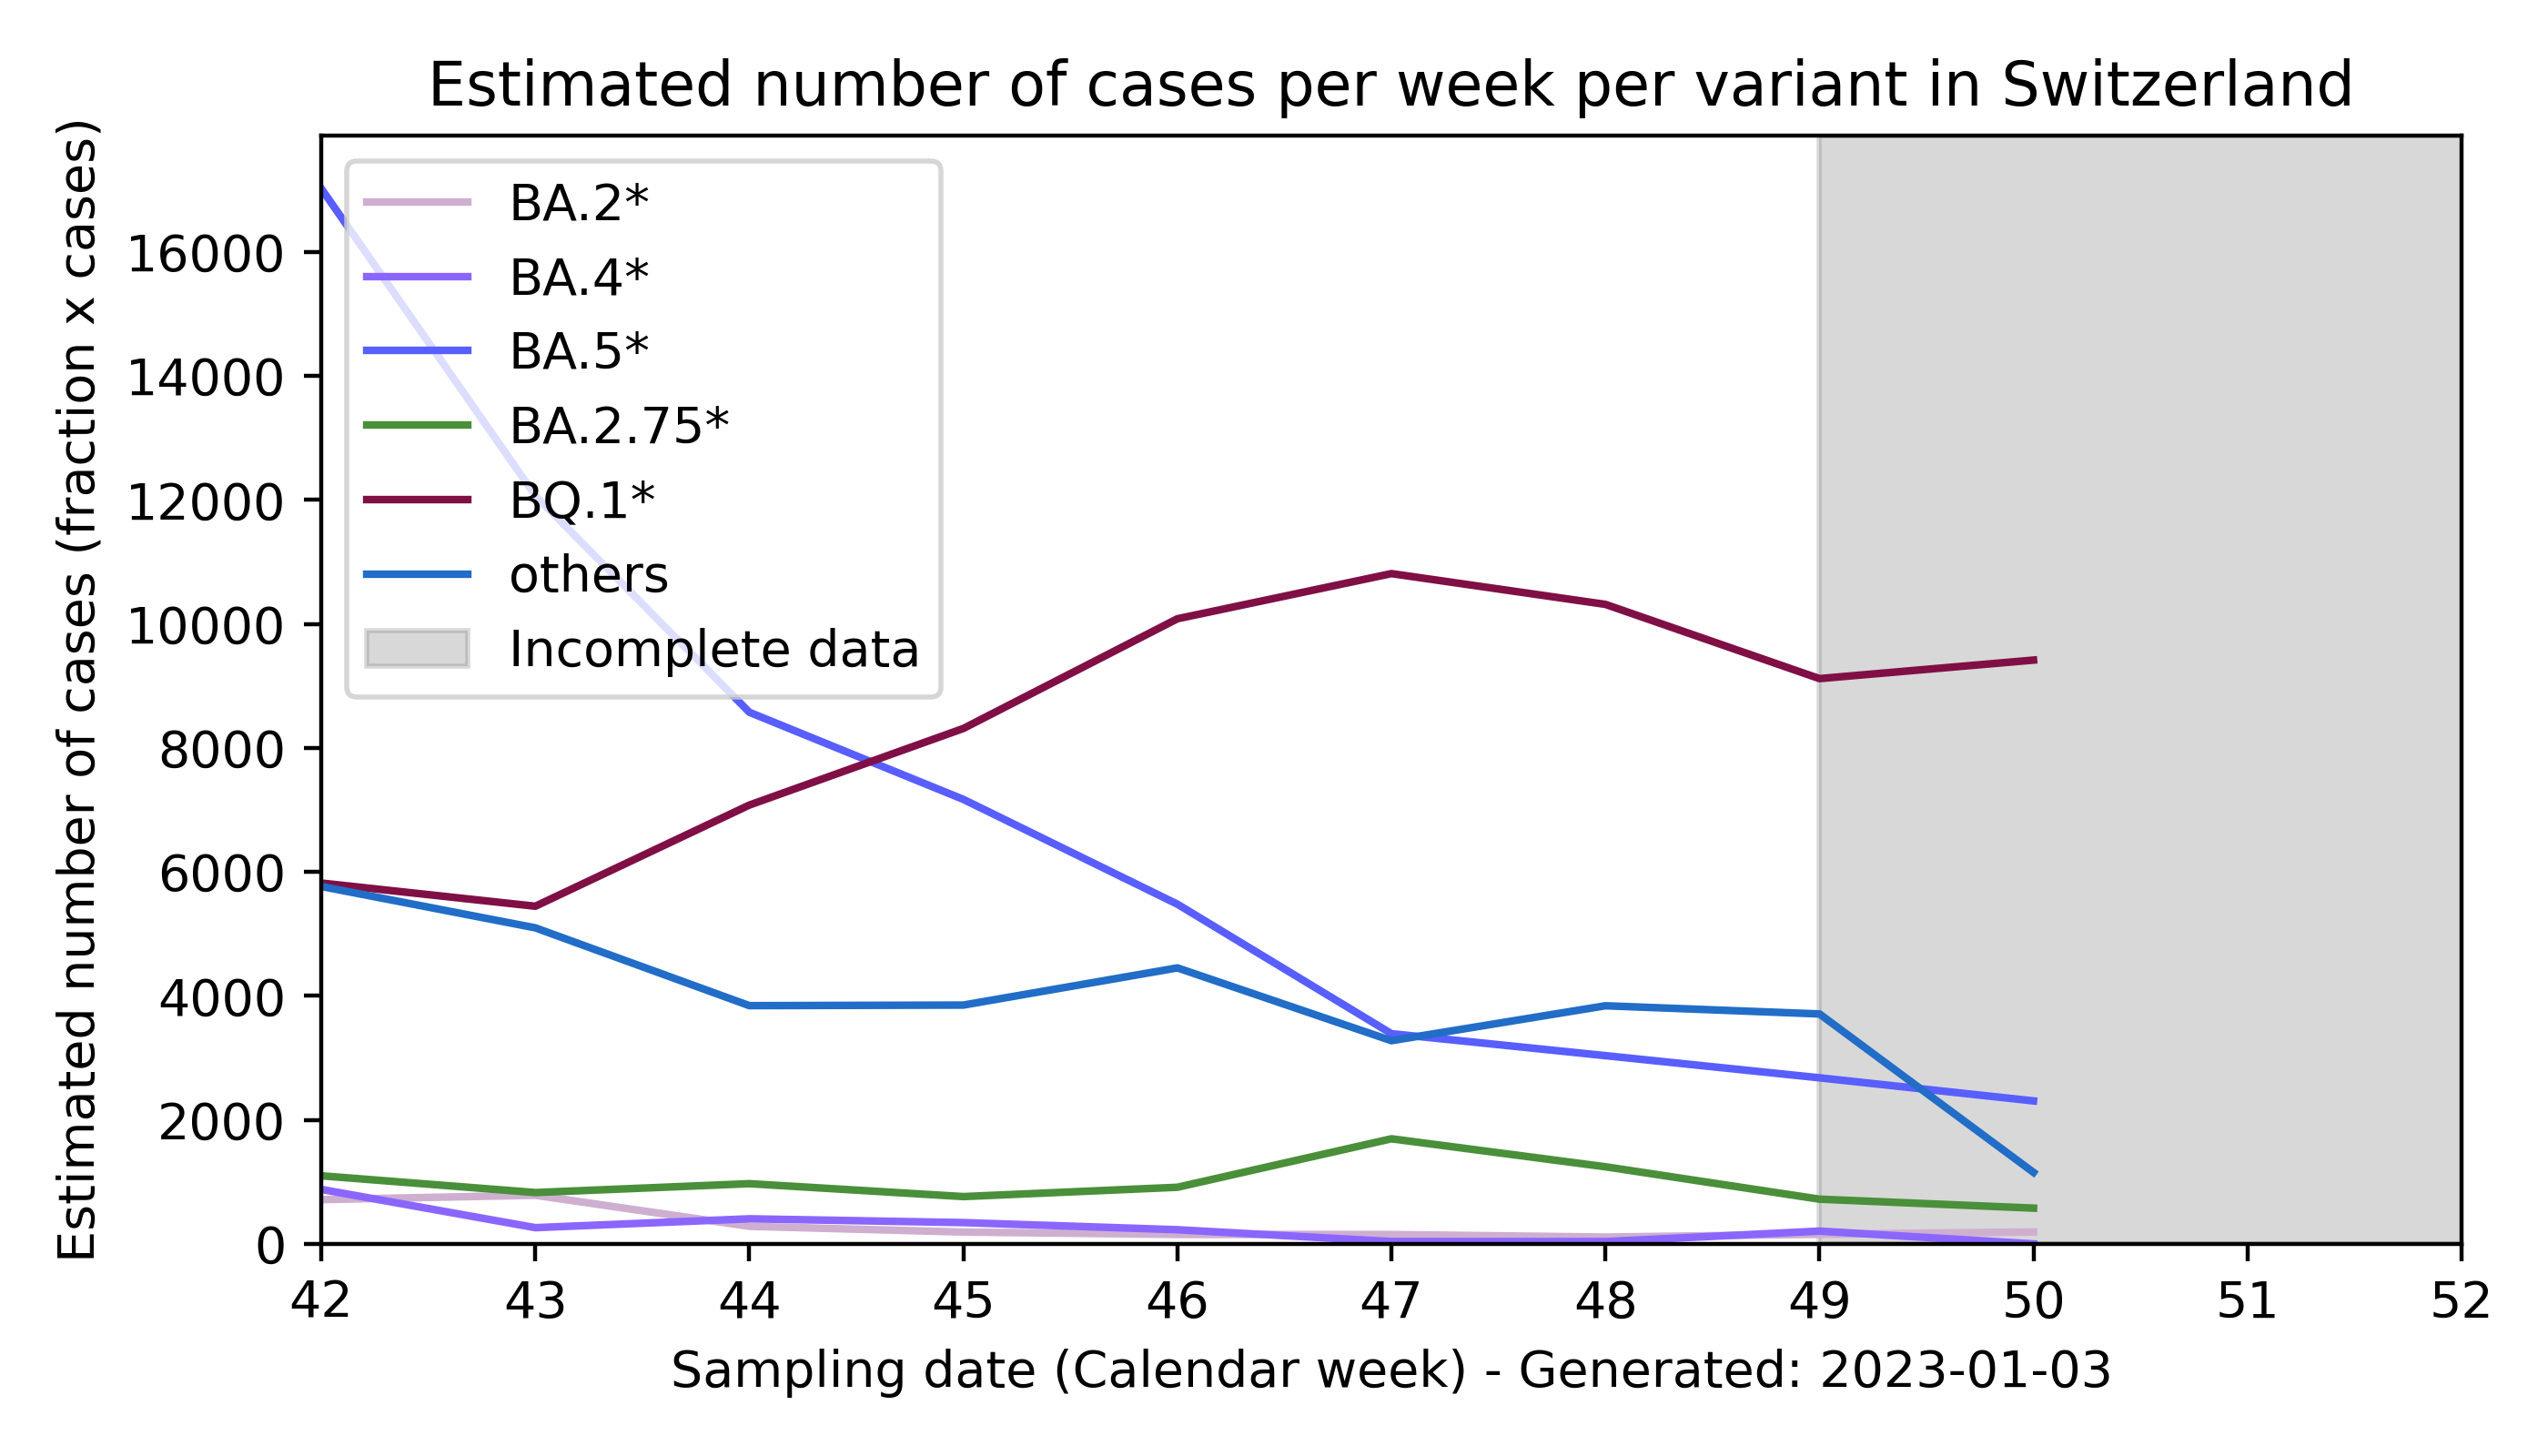 Estimated number of cases per week per variant in Switzerland
Estimated number of cases (fraction x cases)
16000
14000
12000
10000
8000
6000
4000
2000
0
BA.2*
BA.4*
BA.5*
BA.2.75*
BQ.1*
others
Incomplete data
42 43 44 45 46 47 48 49 50 51 52
Sampling date (Calendar week) - Generated: 2023-01-03